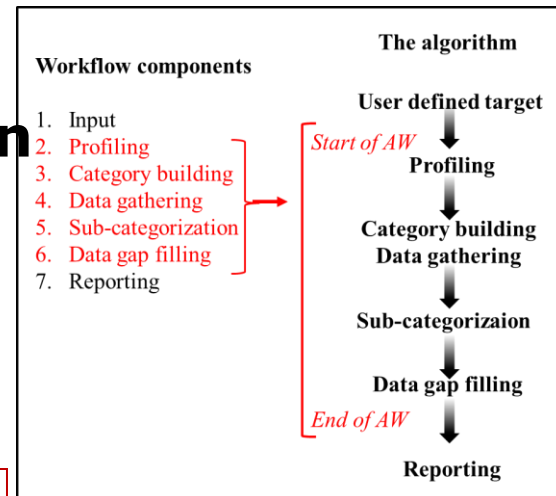 n
Workflow components
1. Input
2. Profiling
3. Category building
4. Data gathering
5. Sub-categorization
6. Data gap filling
7. Reporting
The algorithm
User defined target
Start of AW
Profiling
Category building
Data gathering
Sub-categorizaion
Data gap filling
End of AW
Reporting